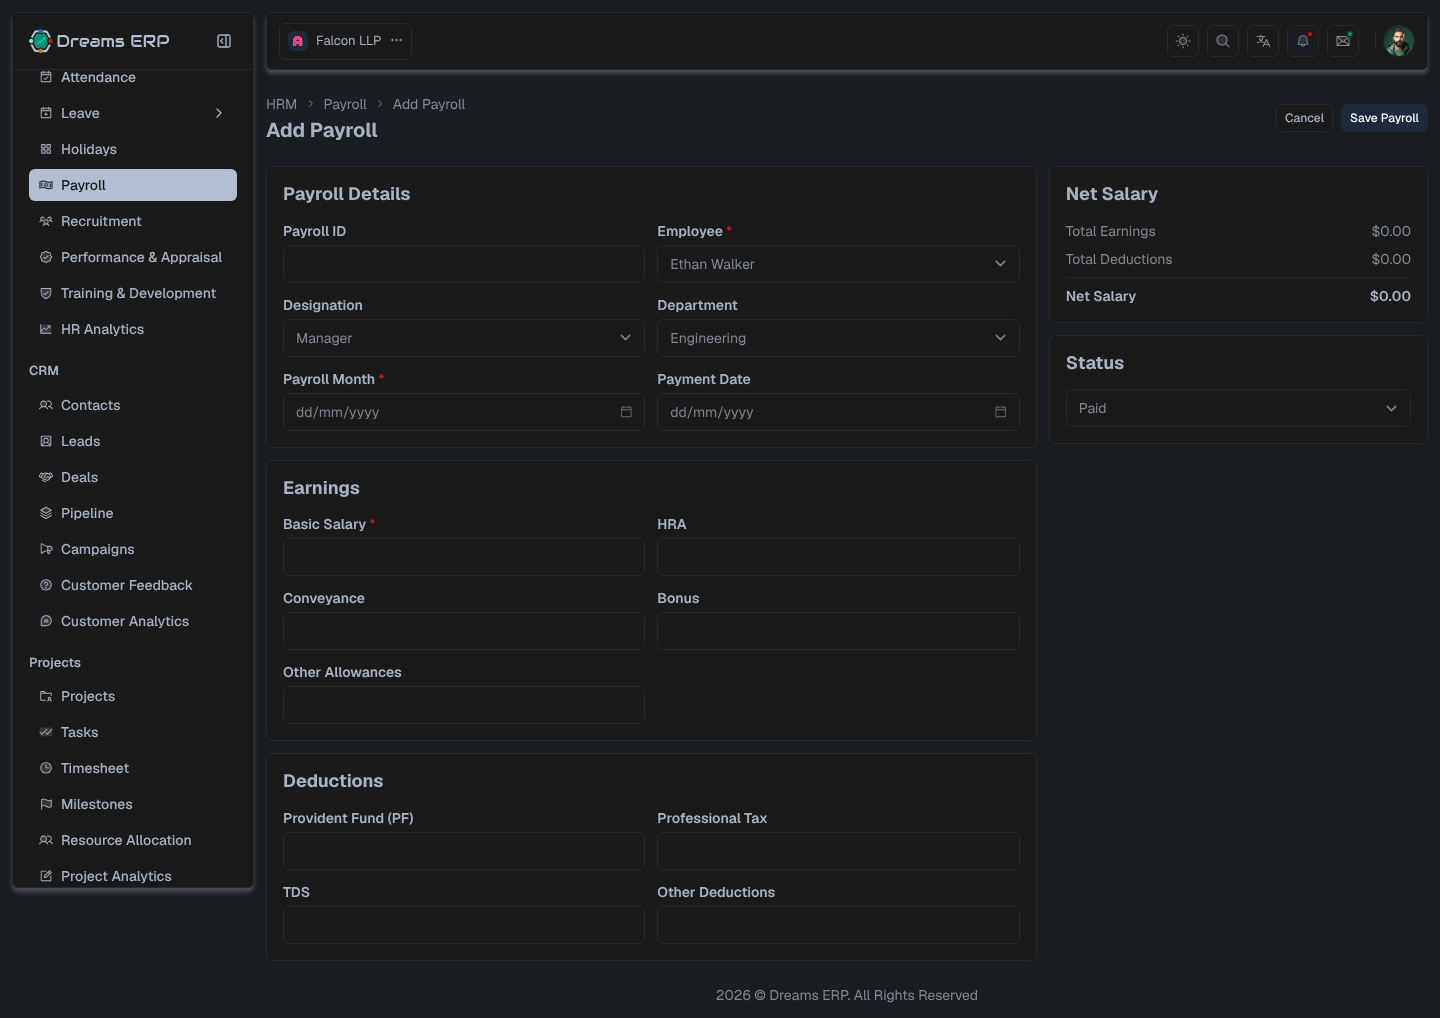 Dreams ERP
Attendance
Leave
Holidays
Payroll
Recruitment
Performance & Appraisal
Training & Development
HR Analytics
CRM
Contacts
Leads
Deals
Pipeline
Campaigns
Customer Feedback
Customer Analytics
Projects
Projects
Tasks
Timesheet
Milestones
Resource Allocation
Project Analytics
Falcon LLP ···
HRM > Payroll > Add Payroll
Add Payroll
Cancel
Save Payroll
Payroll Details
Payroll ID
Employee *
Ethan Walker
Designation
Department
Manager
Engineering
Payroll Month *
Payment Date
dd/mm/yyyy
dd/mm/yyyy
Earnings
Basic Salary *
HRA
Conveyance
Bonus
Other Allowances
Deductions
Provident Fund (PF)
Professional Tax
TDS
Other Deductions
Net Salary
Total Earnings $0.00
Total Deductions $0.00
Net Salary $0.00
Status
Paid
2026 © Dreams ERP. All Rights Reserved